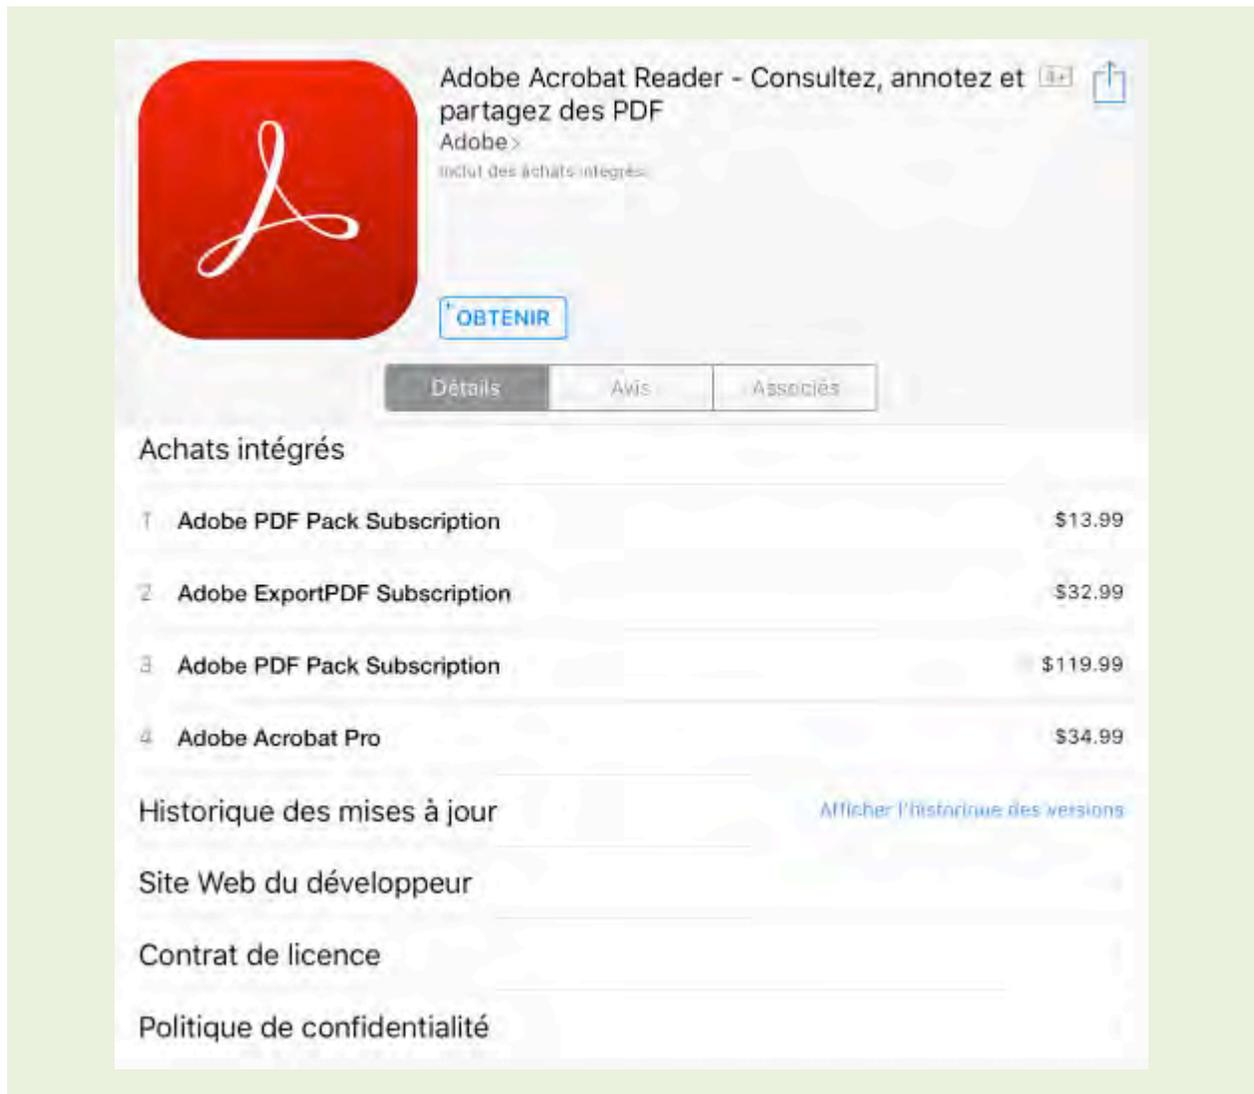 Adobe Acrobat Reader - Consultez, annotez et 4+
partagez des PDF
Adobe >
Inclut des achats intégrés.
+ OBTENIR
Détails Avis Associés
Achats intégrés
1 Adobe PDF Pack Subscription $13.99
2 Adobe ExportPDF Subscription $32.99
3 Adobe PDF Pack Subscription $119.99
4 Adobe Acrobat Pro $34.99
Historique des mises à jour Afficher l'historique des versions
Site Web du développeur
Contrat de licence
Politique de confidentialité